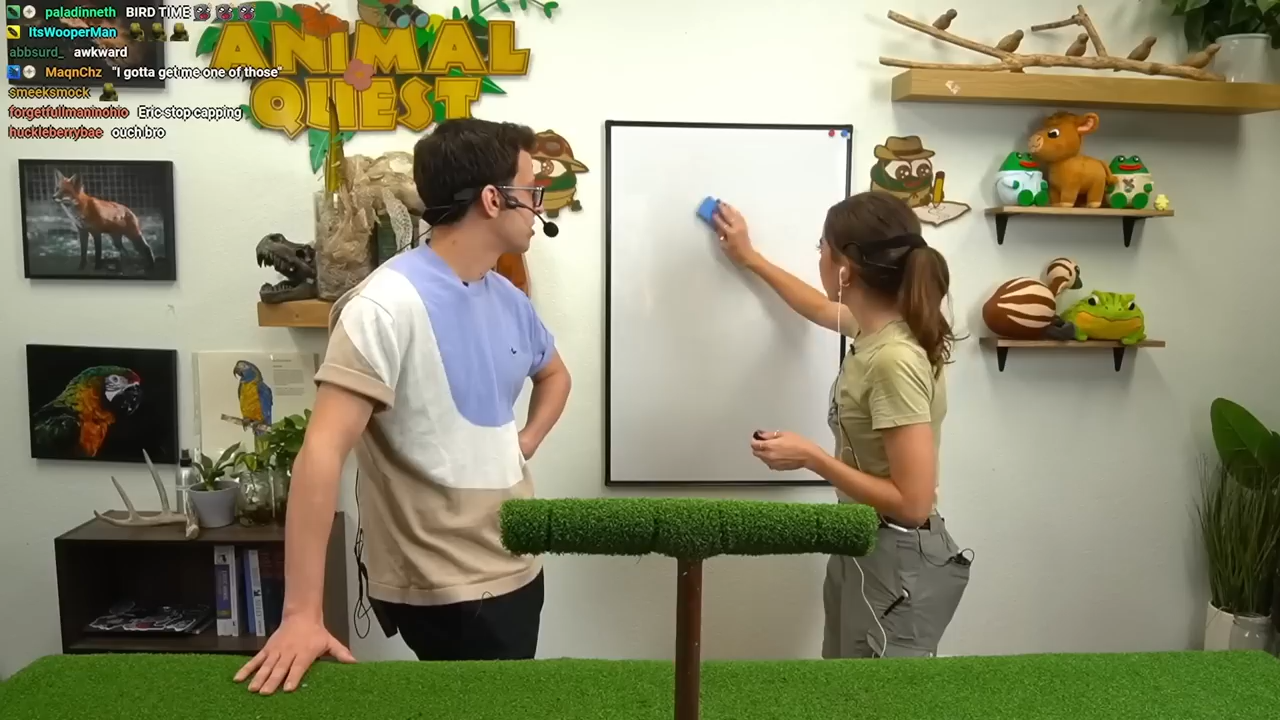 paladinneth BIRD TIME
ItsWooperMan
abbsurd_ awkward
MaqnChz "I gotta get me one of those"
smeeksmock
forgetfullmaninohio Eric stop capping
huckleberrybae ouch bro
ANIMAL
QUEST